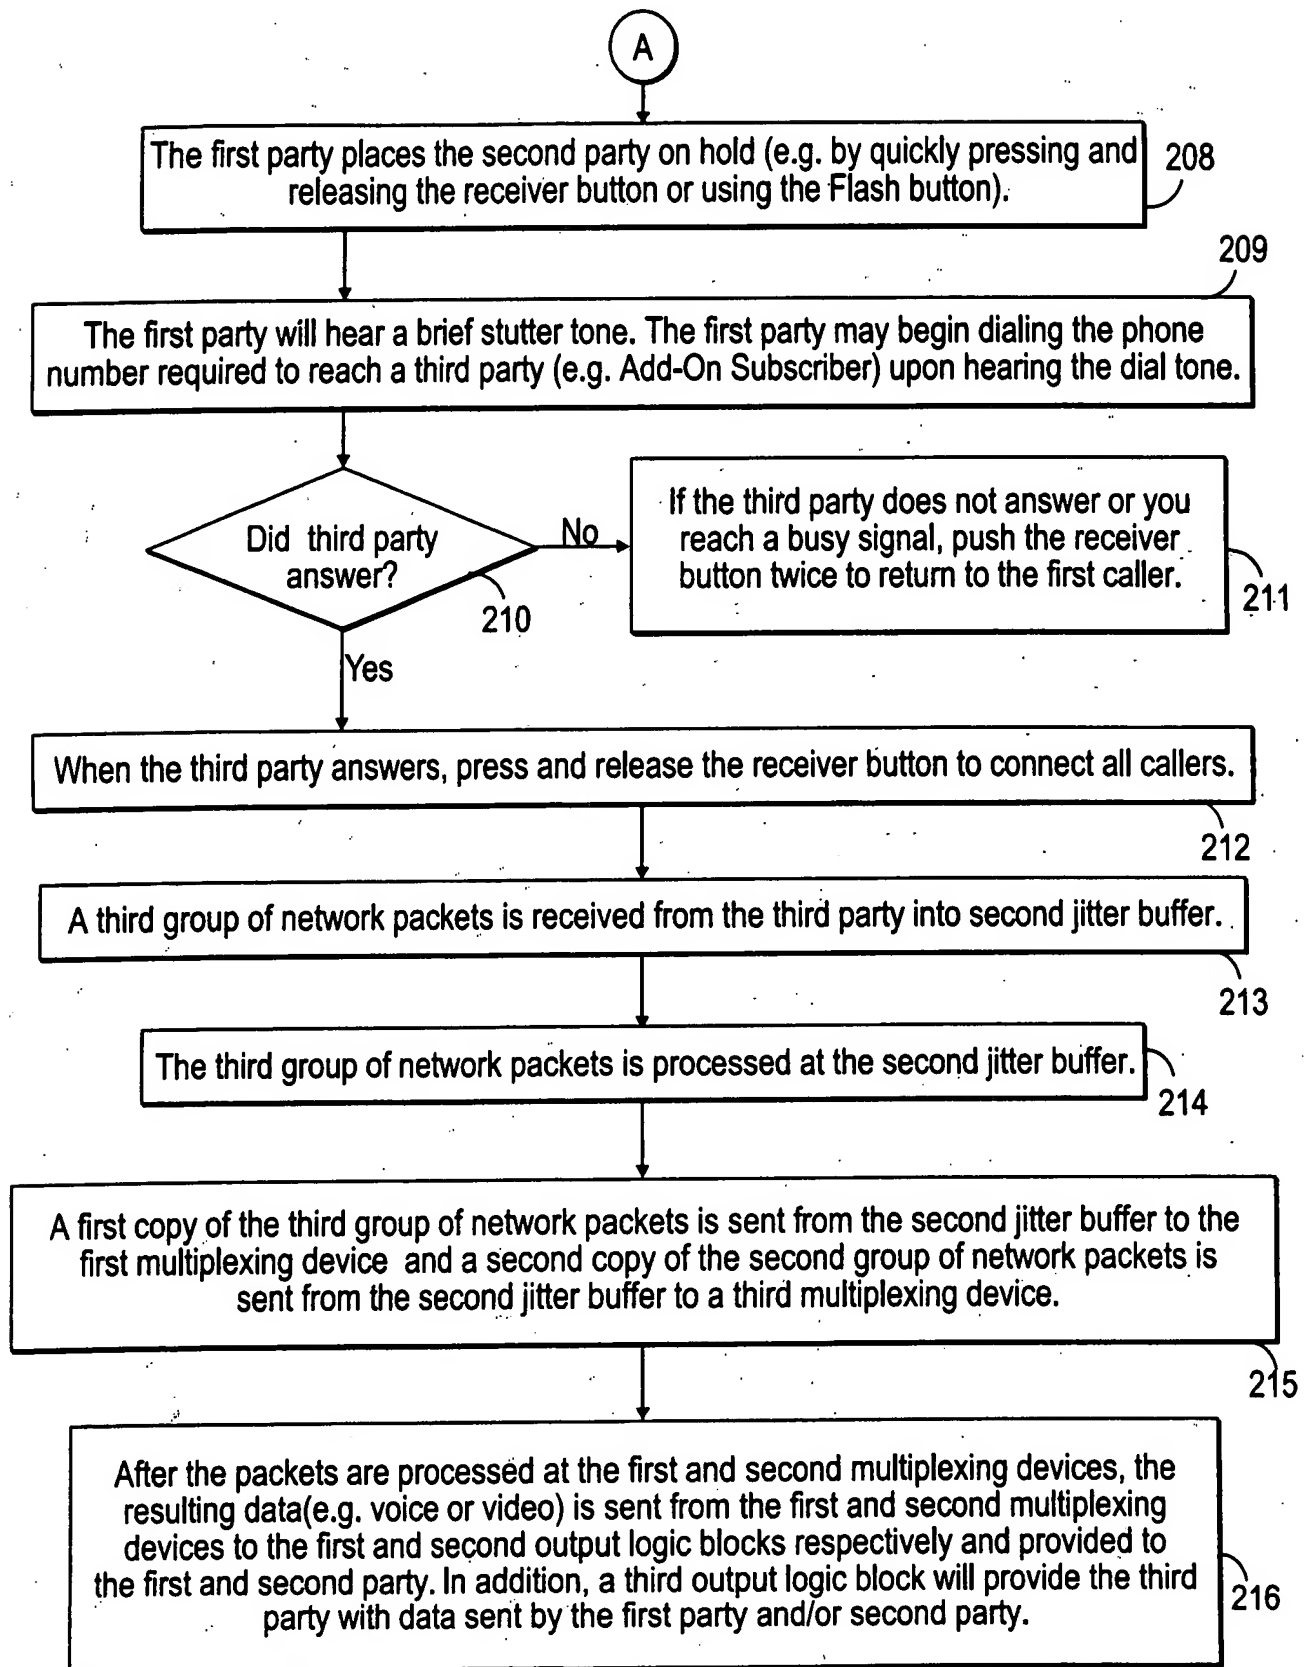 A
The first party places the second party on hold (e.g. by quickly pressing and
releasing the receiver button or using the Flash button).
208
209
The first party will hear a brief stutter tone. The first party may begin dialing the phone
number required to reach a third party (e.g. Add-On Subscriber) upon hearing the dial tone.
Did third party
answer?
210
No
If the third party does not answer or you
reach a busy signal, push the receiver
button twice to return to the first caller.
211
Yes
When the third party answers, press and release the receiver button to connect all callers.
212
A third group of network packets is received from the third party into second jitter buffer.
213
The third group of network packets is processed at the second jitter buffer.
214
A first copy of the third group of network packets is sent from the second jitter buffer to the
first multiplexing device and a second copy of the second group of network packets is
sent from the second jitter buffer to a third multiplexing device.
215
After the packets are processed at the first and second multiplexing devices, the
resulting data(e.g. voice or video) is sent from the first and second multiplexing
devices to the first and second output logic blocks respectively and provided to
the first and second party. In addition, a third output logic block will provide the third
party with data sent by the first party and/or second party.
216